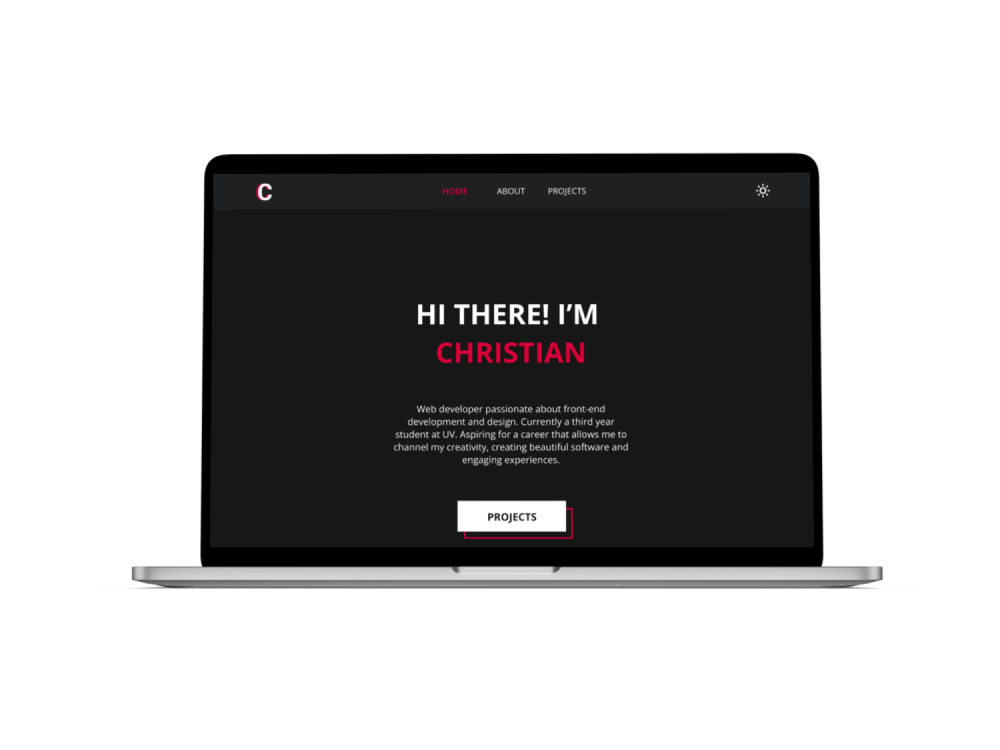 C
HOME ABOUT PROJECTS
HI THERE! I’M
CHRISTIAN
Web developer passionate about front-end
development and design. Currently a third year
student at UV. Aspiring for a career that allows me to
channel my creativity, creating beautiful software and
engaging experiences.
PROJECTS